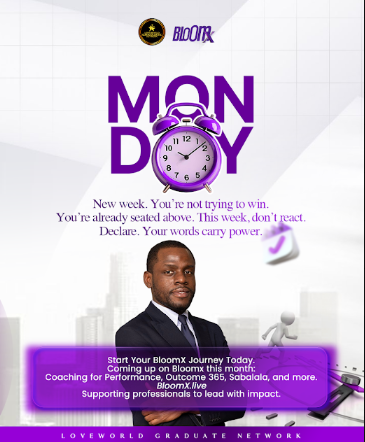 BLOOMX
MON
DAY
New week. You're not trying to win.
You're already seated above. This week, don't react.
Declare. Your words carry power.
Start Your BloomX Journey Today.
Coming up on Bloomx this month:
Coaching for Performance, Outcome 365, Sabalala, and more.
BloomX.live
Supporting professionals to lead with impact.
LOVEWORLD GRADUATE NETWORK